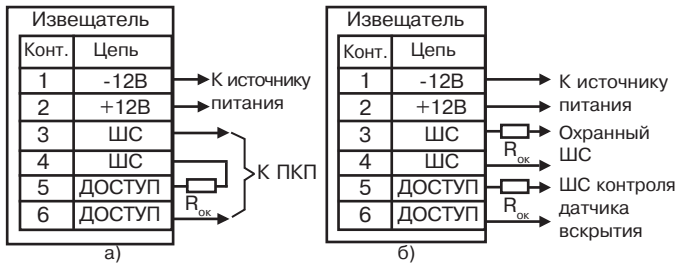 Извещатель
Конт. Цепь
1 -12В К источнику
2 +12В питания
3 ШС
4 ШС К ПКП
5 ДОСТУП
R ок
6 ДОСТУП
а)
Извещатель
Конт. Цепь
1 -12В К источнику
2 +12В питания
3 ШС Охранный
R ок ШС
4 ШС
5 ДОСТУП ШС контроля
R ок датчика
6 ДОСТУП вскрытия
б)